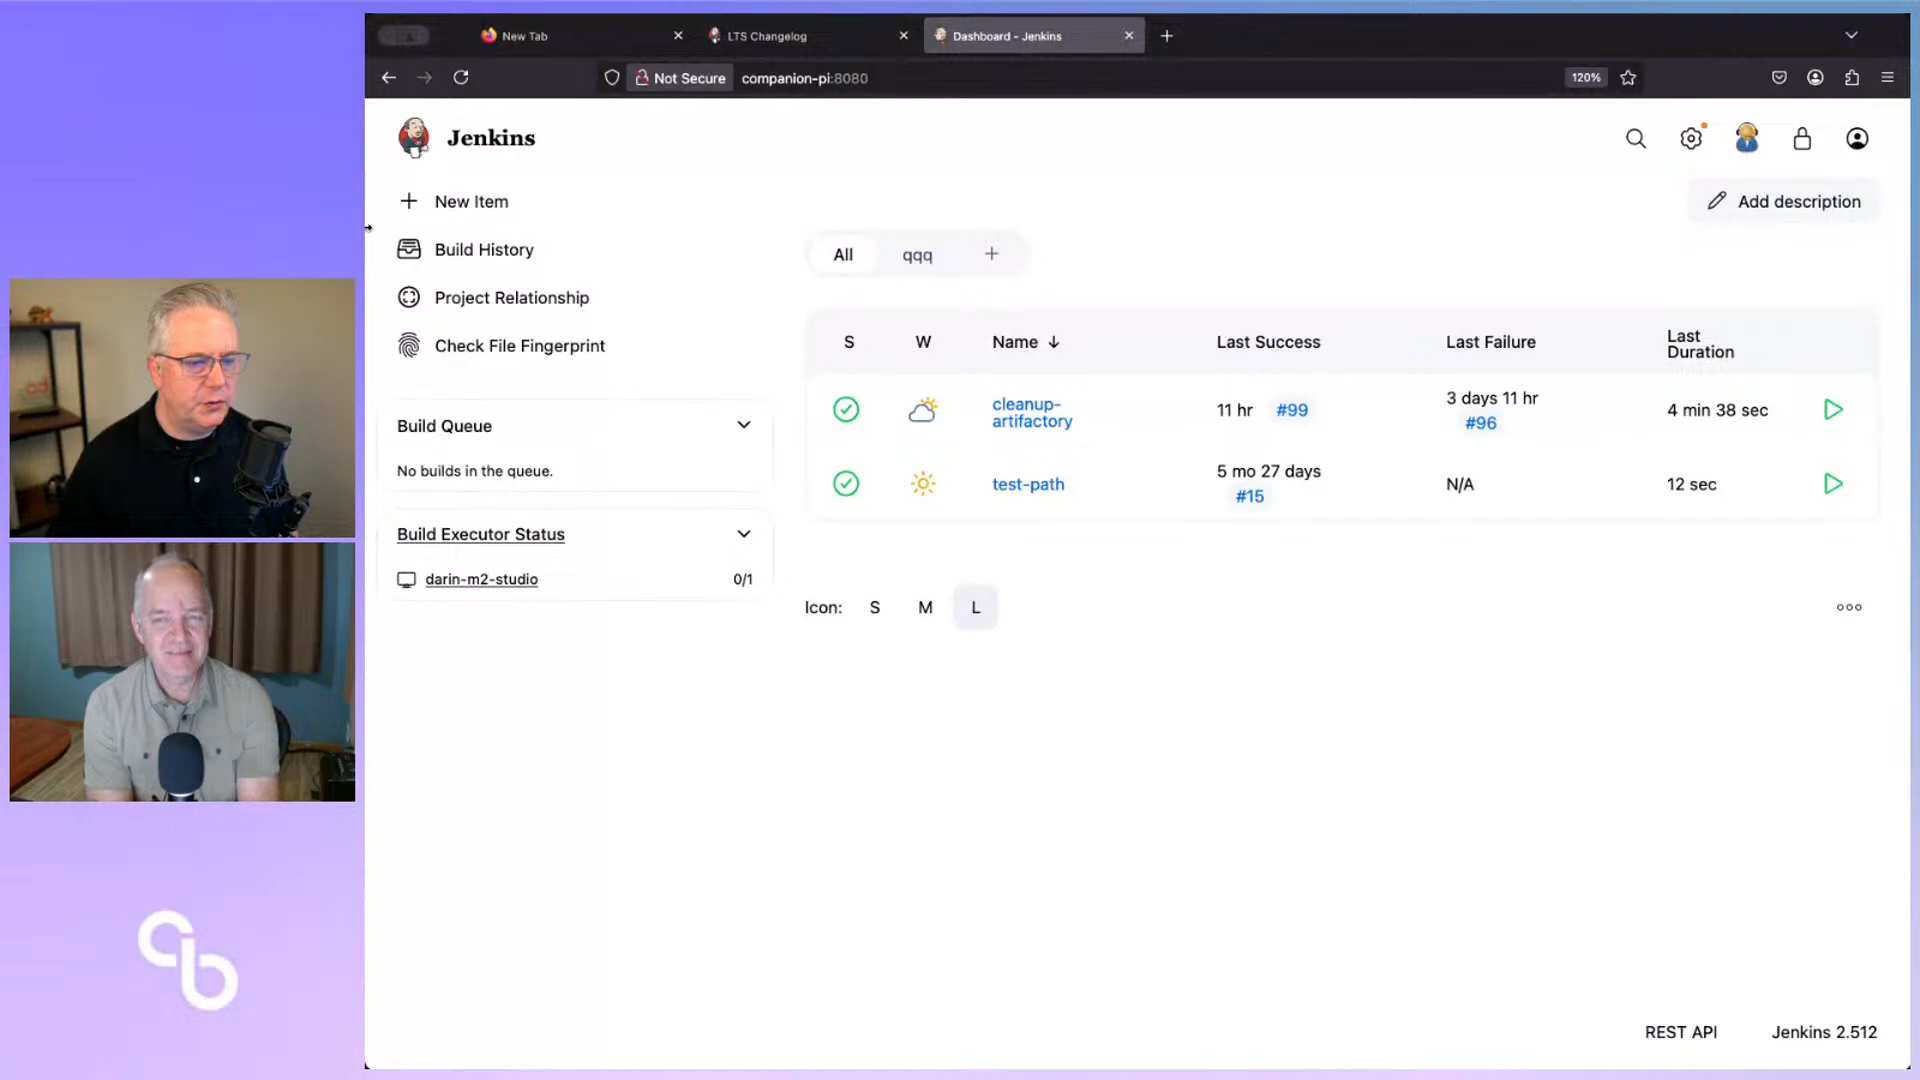 New Tab
LTS Changelog
Dashboard - Jenkins
Not Secure
companion-pi:8080
120%
Jenkins
New Item
Add description
Build History
All
qqq
Project Relationship
Check File Fingerprint
S
W
Name ↓
Last Success
Last Failure
Last
Duration
cleanup-
artifactory
11 hr
#99
3 days 11 hr
#96
4 min 38 sec
Build Queue
No builds in the queue.
test-path
5 mo 27 days
#15
N/A
12 sec
Build Executor Status
darin-m2-studio
0/1
Icon:
S
M
L
REST API
Jenkins 2.512